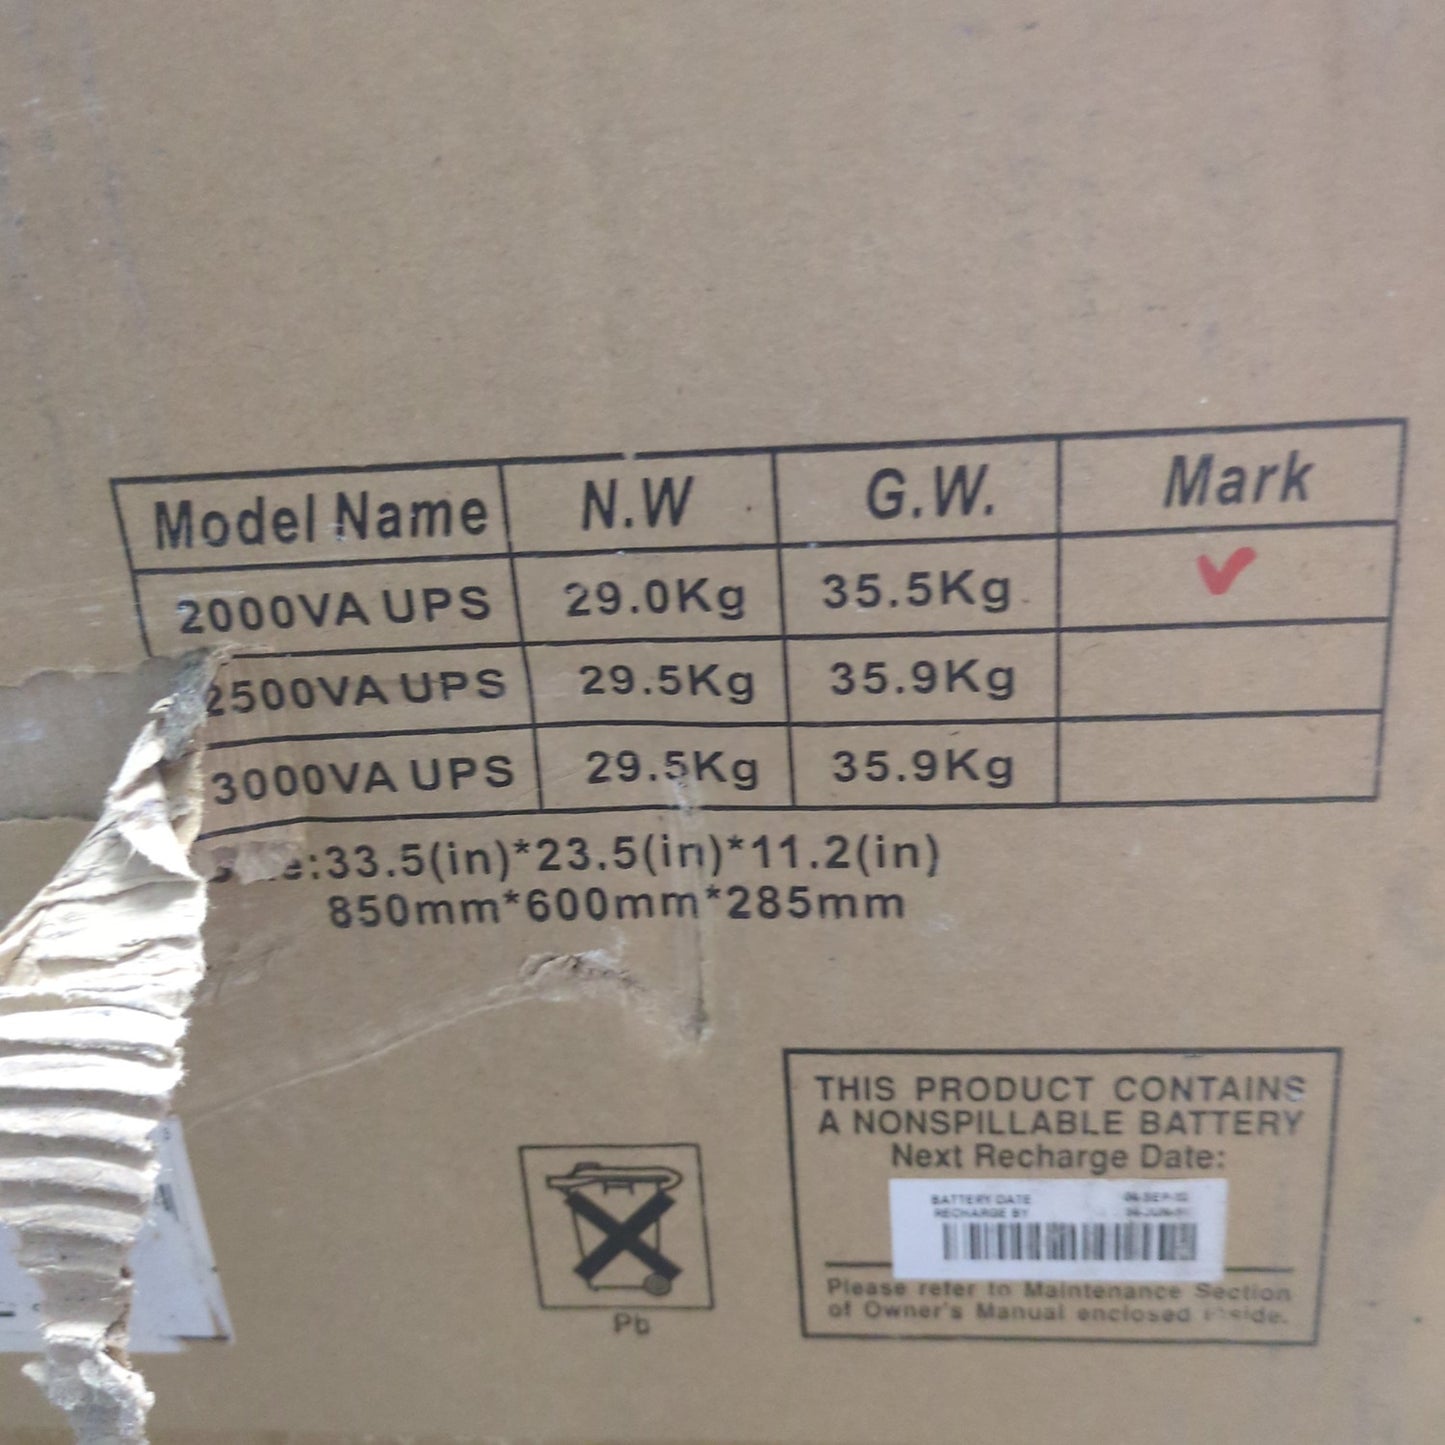 Model Name N.W G.W. Mark
2000VA UPS 29.0Kg 35.5Kg
2500VA UPS 29.5Kg 35.9Kg
3000VA UPS 29.5Kg 35.9Kg
:33.5(in)*23.5(in)*11.2(in)
850mm*600mm*285mm
THIS PRODUCT CONTAINS
A NONSPILLABLE BATTERY
Next Recharge Date:
BATTERY DATE
RECHARGE BY
Please refer to Maintenance Section
of Owner's Manual enclosed inside.
Pb